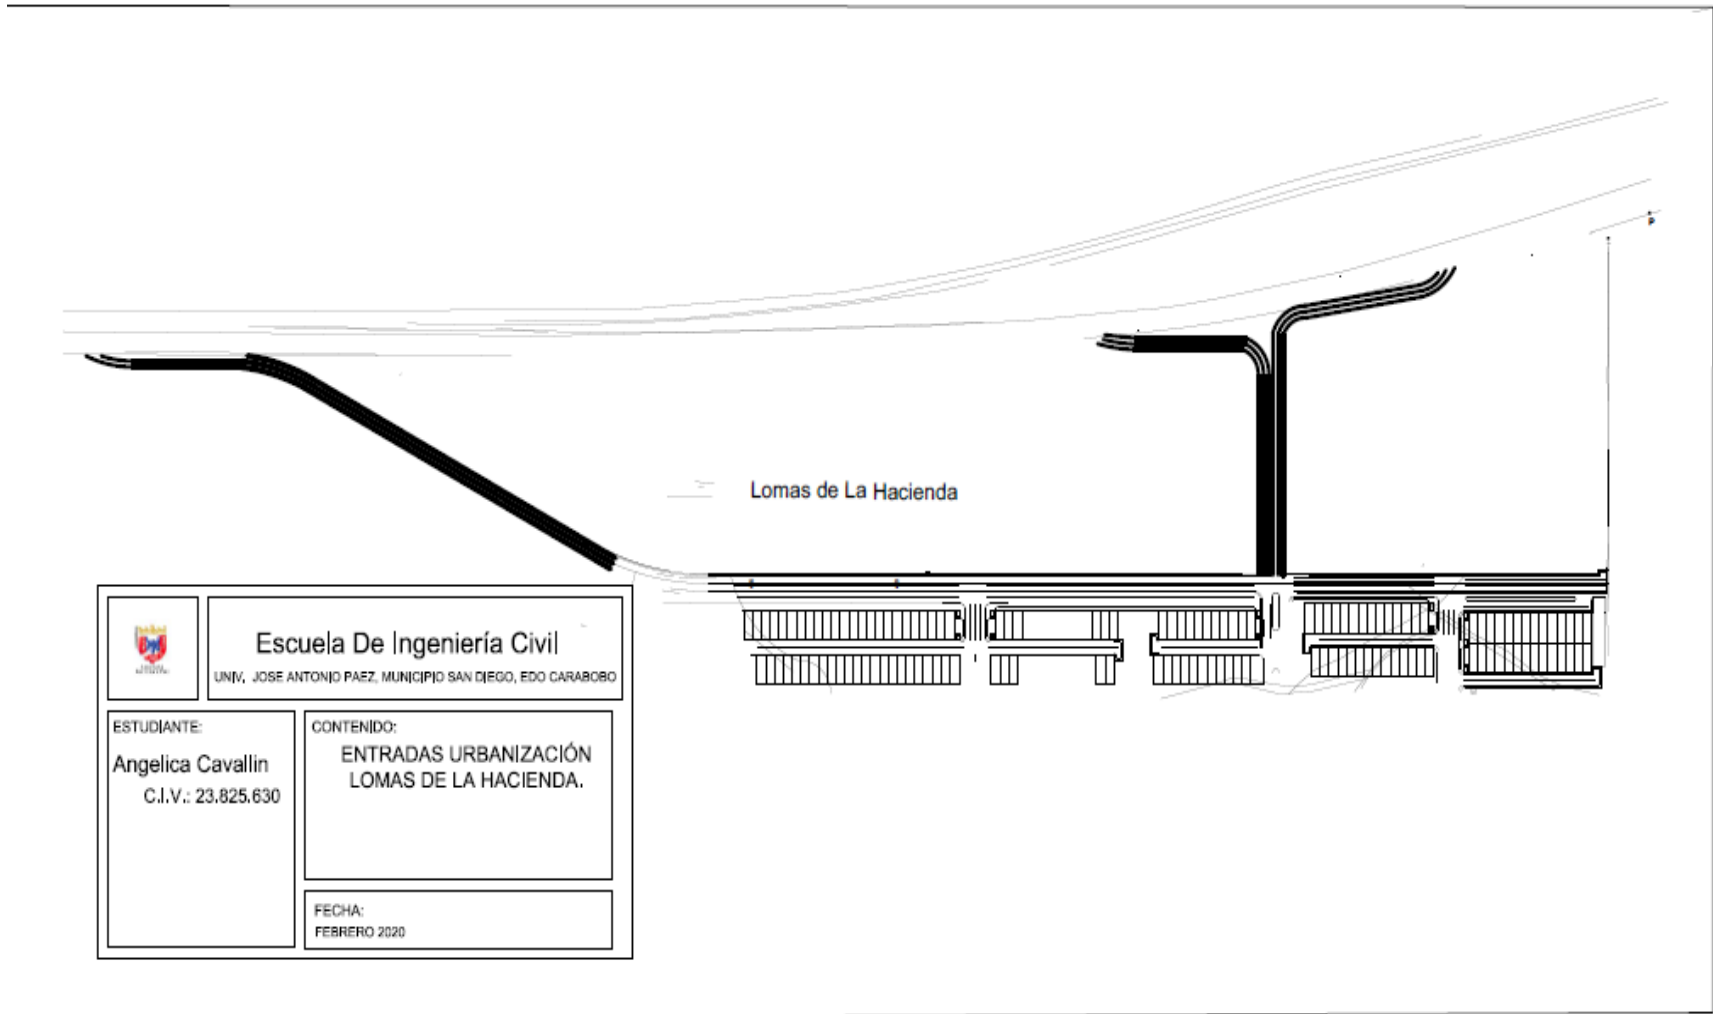 Lomas de La Hacienda
Escuela De Ingeniería Civil
UNIV, JOSE ANTONIO PAEZ, MUNICIPIO SAN DIEGO, EDO CARABOBO
ESTUDIANTE:
Angelica Cavallin
C.I.V.: 23.825.630
CONTENIDO:
ENTRADAS URBANIZACIÓN
LOMAS DE LA HACIENDA.
FECHA:
FEBRERO 2020